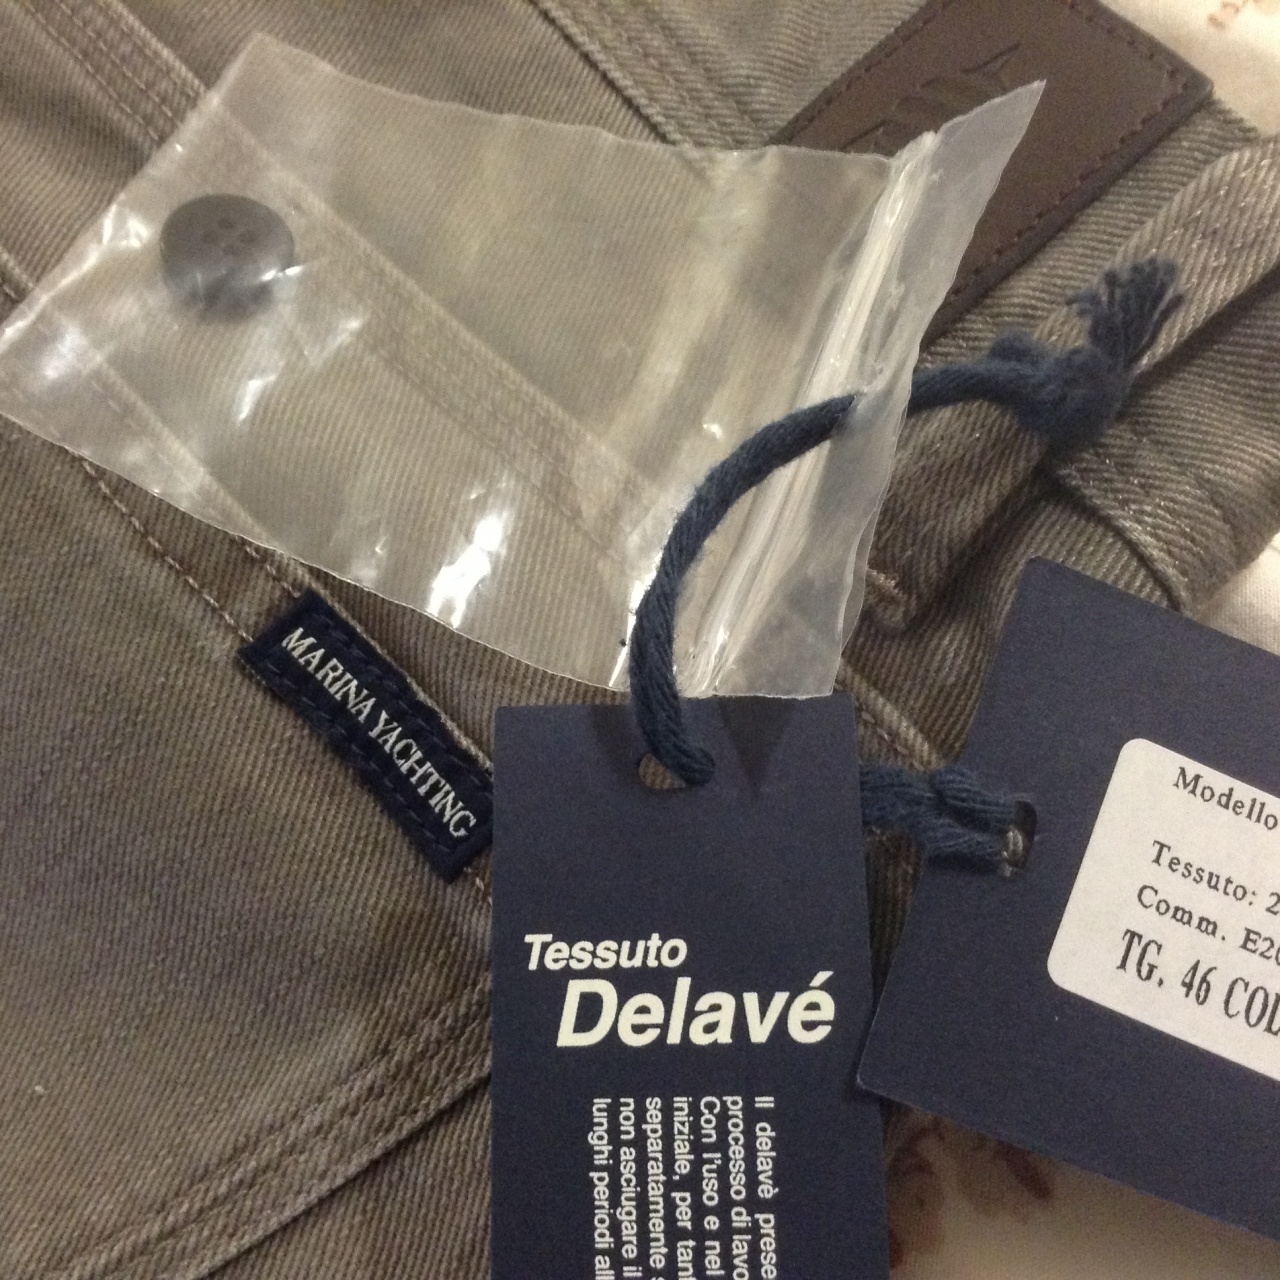 MARINA YACHTING
Tessuto
Delavé
Il delavè prese
processo di lavo
Con l'uso e nel
iniziale, per tant
separatamente s
non asciugare il
lunghi periodi all
Modello
Tessuto: 2
Comm. E20
TG. 46 COL